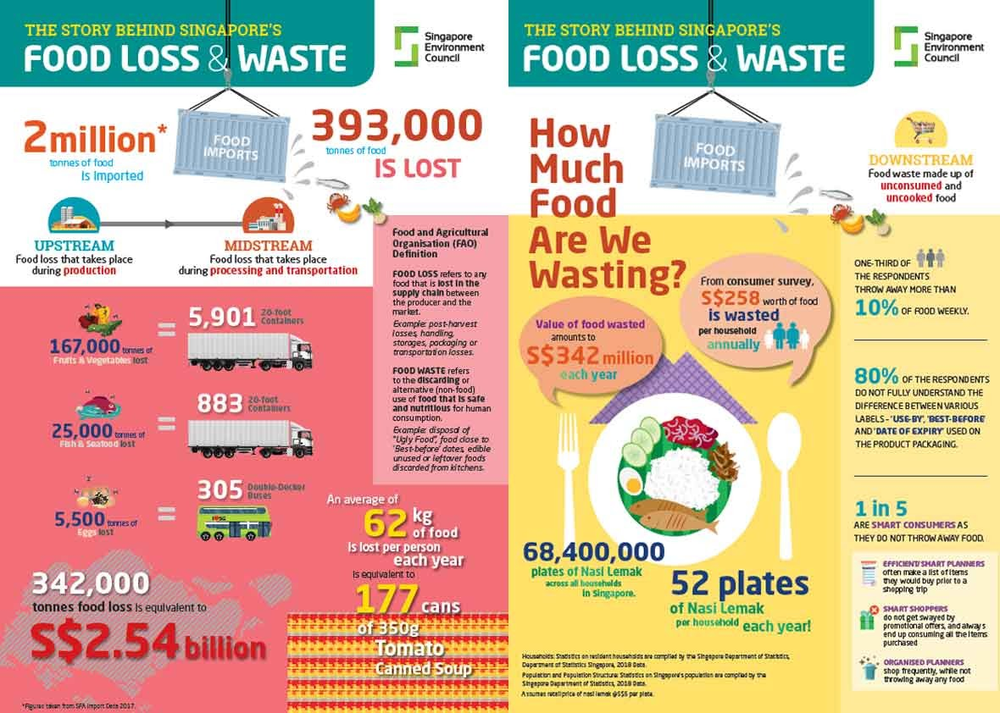 THE STORY BEHIND SINGAPORE'S
FOOD LOSS & WASTE
Singapore
Environment
Council
2million*
tonnes of food
is imported
FOOD
IMPORTS
393,000
tonnes of food
IS LOST
UPSTREAM
Food loss that takes place
during production
MIDSTREAM
Food loss that takes place
during processing and transportation
167,000 tonnes of
Fruits & Vegetables lost
=
5,901 20-foot
Containers
25,000 tonnes of
Fish & Seafood lost
=
883 20-foot
Containers
5,500 tonnes of
Eggs lost
=
305 Double-Decker
Buses
342,000
tonnes food loss is equivalent to
S$2.54 billion
*Figures taken from SFA Import Data 2017.
Food and Agricultural
Organisation (FAO)
Definition
FOOD LOSS refers to any
food that is lost in the
supply chain between
the producer and the
market.
Example: post-harvest
losses, handling,
storages, packaging or
transportation losses.
FOOD WASTE refers
to the discarding or
alternative (non-food)
use of food that is safe
and nutritious for human
consumption.
Example: disposal of
"Ugly Food", food close to
'Best-before' dates, edible
unused or leftover foods
discarded from kitchens.
An average of
62 kg
of food
is lost per person
each year
is equivalent to
177 cans
of 350g
Tomato
Canned Soup
THE STORY BEHIND SINGAPORE'S
FOOD LOSS & WASTE
Singapore
Environment
Council
How
Much
Food
Are We
Wasting?
FOOD
IMPORTS
DOWNSTREAM
Food waste made up of
unconsumed and
uncooked food
Value of food wasted
amounts to
S$342 million
each year
From consumer survey,
S$258 worth of food
is wasted
per household
annually
68,400,000
plates of Nasi Lemak
across all households
in Singapore.
52 plates
of Nasi Lemak
per household each year!
Households: Statistics on resident households are compiled by the Singapore Department of Statistics,
Department of Statistics Singapore, 2018 Data.
Population and Population Structure: Statistics on Singapore's population are compiled by the
Singapore Department of Statistics, 2018 Data.
Assumes retail price of nasi lemak @S$5 per plate.
ONE-THIRD OF
THE RESPONDENTS
THROW AWAY MORE THAN
10% OF FOOD WEEKLY.
80% OF THE RESPONDENTS
DO NOT FULLY UNDERSTAND THE
DIFFERENCE BETWEEN VARIOUS
LABELS – 'USE-BY', 'BEST-BEFORE'
AND 'DATE OF EXPIRY' USED ON
THE PRODUCT PACKAGING.
1 in 5
ARE SMART CONSUMERS AS
THEY DO NOT THROW AWAY FOOD.
EFFICIENT/SMART PLANNERS
often make a list of items
they would buy prior to a
shopping trip
SMART SHOPPERS
do not get swayed by
promotional offers, and always
end up consuming all the items
purchased
ORGANISED PLANNERS
shop frequently, while not
throwing away any food